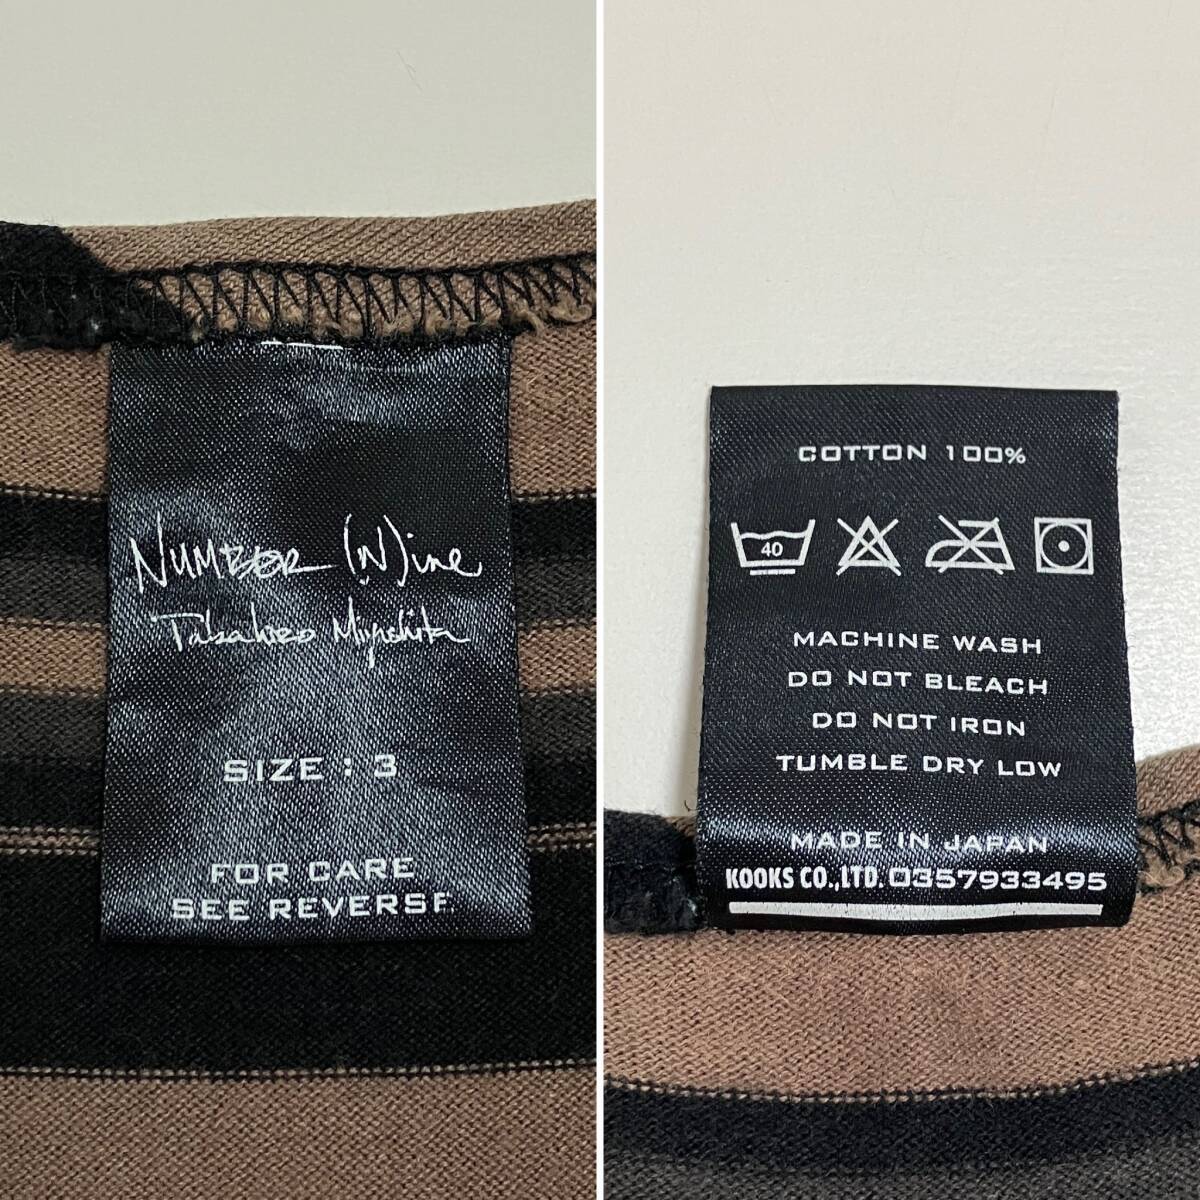 NUMBER (N)ine
Takahiro Miyashita
SIZE : 3
FOR CARE
SEE REVERSE
COTTON 100%
40
MACHINE WASH
DO NOT BLEACH
DO NOT IRON
TUMBLE DRY LOW
MADE IN JAPAN
KOOKS CO.,LTD. 0357933495